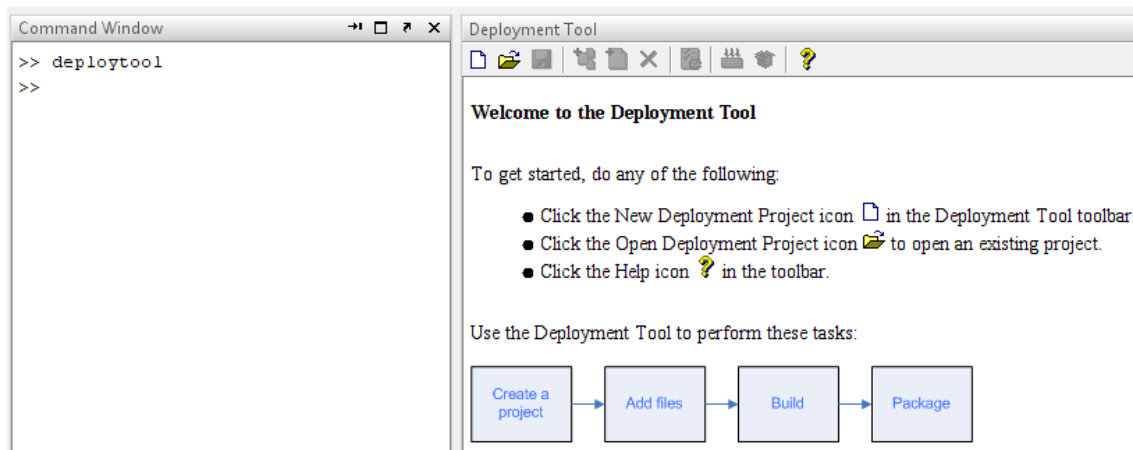 Command Window
>> deploytool
>>
Deployment Tool
Welcome to the Deployment Tool
To get started, do any of the following:
Click the New Deployment Project icon in the Deployment Tool toolbar
Click the Open Deployment Project icon to open an existing project.
Click the Help icon in the toolbar.
Use the Deployment Tool to perform these tasks:
Create a
project
Add files
Build
Package